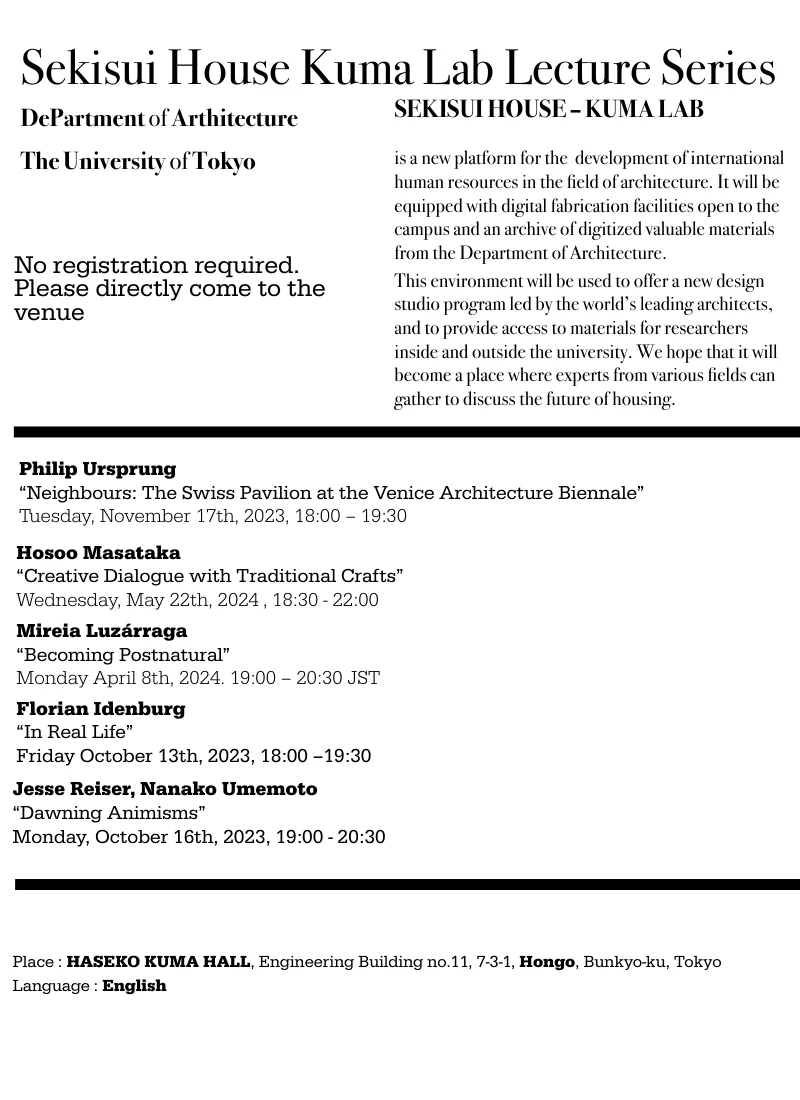 Sekisui House Kuma Lab Lecture Series
DePartment of Arthitecture
The University of Tokyo
No registration required.
Please directly come to the
venue
SEKISUI HOUSE – KUMA LAB
is a new platform for the development of international
human resources in the field of architecture. It will be
equipped with digital fabrication facilities open to the
campus and an archive of digitized valuable materials
from the Department of Architecture.
This environment will be used to offer a new design
studio program led by the world’s leading architects,
and to provide access to materials for researchers
inside and outside the university. We hope that it will
become a place where experts from various fields can
gather to discuss the future of housing.
Philip Ursprung
“Neighbours: The Swiss Pavilion at the Venice Architecture Biennale”
Tuesday, November 17th, 2023, 18:00 – 19:30
Hosoo Masataka
“Creative Dialogue with Traditional Crafts”
Wednesday, May 22th, 2024 , 18:30 - 22:00
Mireia Luzárraga
“Becoming Postnatural”
Monday April 8th, 2024. 19:00 – 20:30 JST
Florian Idenburg
“In Real Life”
Friday October 13th, 2023, 18:00 –19:30
Jesse Reiser, Nanako Umemoto
“Dawning Animisms”
Monday, October 16th, 2023, 19:00 - 20:30
Place : HASEKO KUMA HALL, Engineering Building no.11, 7-3-1, Hongo, Bunkyo-ku, Tokyo
Language : English